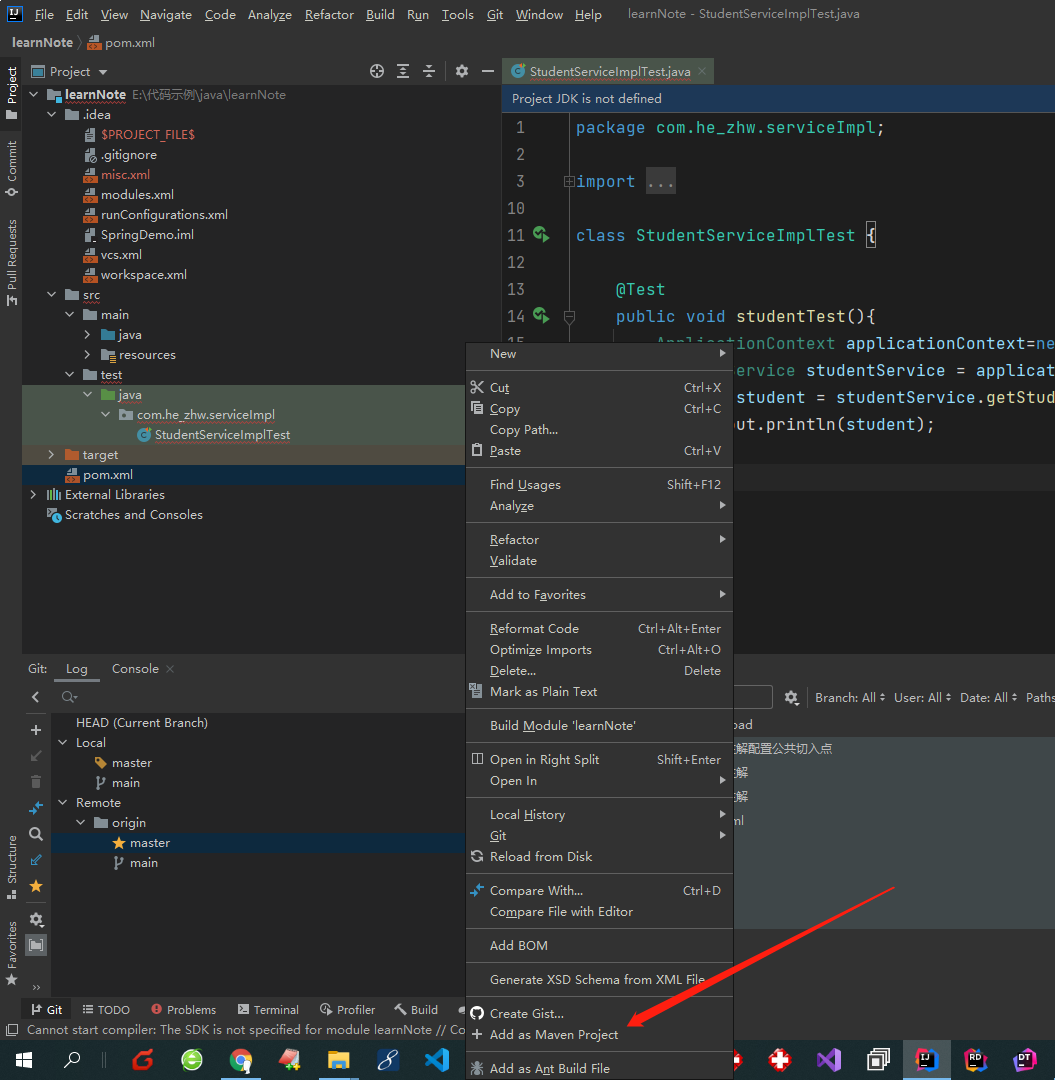 File Edit View Navigate Code Analyze Refactor Build Run Tools Git Window Help learnNote - StudentServiceImplTest.java
learnNote pom.xml
Project
StudentServiceImplTest.java
Project
learnNote E:\代码示例\java\learnNote
Project JDK is not defined
.idea
$PROJECT_FILE$
.gitignore
misc.xml
modules.xml
runConfigurations.xml
SpringDemo.iml
vcs.xml
workspace.xml
src
main
java
resources
test
java
com.he_zhw.serviceImpl
StudentServiceImplTest
target
pom.xml
External Libraries
Scratches and Consoles
Commit
Pull Requests
1 package com.he_zhw.serviceImpl;
2
3 import ...
10
11 class StudentServiceImplTest {
12
13 @Test
14 public void studentTest(){
ApplicationContext applicationContext=ne
ervice studentService = applicat
student = studentService.getStud
ut.println(student);
New
Cut Ctrl+X
Copy Ctrl+C
Copy Path...
Paste Ctrl+V
Find Usages Shift+F12
Analyze
Refactor
Validate
Add to Favorites
Reformat Code Ctrl+Alt+Enter
Optimize Imports Ctrl+Alt+O
Delete... Delete
Mark as Plain Text
Build Module 'learnNote'
Open in Right Split Shift+Enter
Open In
Local History
Git
Reload from Disk
Compare With... Ctrl+D
Compare File with Editor
Add BOM
Generate XSD Schema from XML File...
Create Gist...
Add as Maven Project
Add as Ant Build File
Git: Log Console
HEAD (Current Branch)
Local
master
main
Remote
origin
master
main
Branch: All User: All Date: All Paths
oad
解配置公共切入点
解
解
ml
Structure
Favorites
Git TODO Problems Terminal Profiler Build
Cannot start compiler: The SDK is not specified for module learnNote // Co